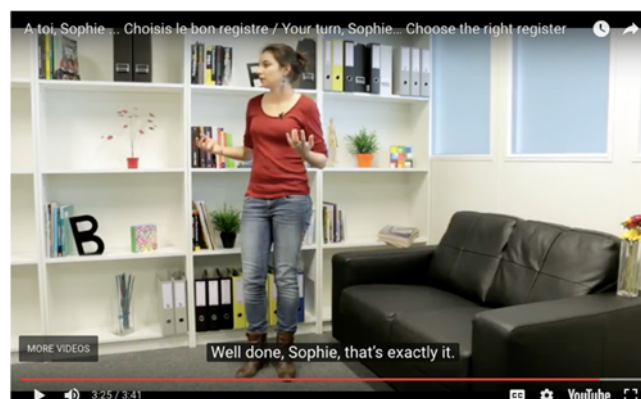 A toi, Sophie ... Choisis le bon registre / Your turn, Sophie... Choose the right register
B
MORE VIDEOS
Well done, Sophie, that's exactly it.
3:25 / 3:41
CC
YouTube